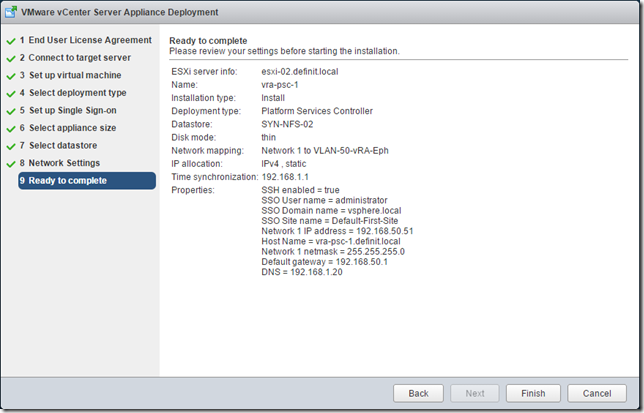 VMware vCenter Server Appliance Deployment
1 End User License Agreement
2 Connect to target server
3 Set up virtual machine
4 Select deployment type
5 Set up Single Sign-on
6 Select appliance size
7 Select datastore
8 Network Settings
9 Ready to complete
Ready to complete
Please review your settings before starting the installation.
ESXi server info: esxi-02.definit.local
Name: vra-psc-1
Installation type: Install
Deployment type: Platform Services Controller
Datastore: SYN-NFS-02
Disk mode: thin
Network mapping: Network 1 to VLAN-50-vRA-Eph
IP allocation: IPv4 , static
Time synchronization: 192.168.1.1
Properties: SSH enabled = true
SSO User name = administrator
SSO Domain name = vsphere.local
SSO Site name = Default-First-Site
Network 1 IP address = 192.168.50.51
Host Name = vra-psc-1.definit.local
Network 1 netmask = 255.255.255.0
Default gateway = 192.168.50.1
DNS = 192.168.1.20
Back Next Finish Cancel